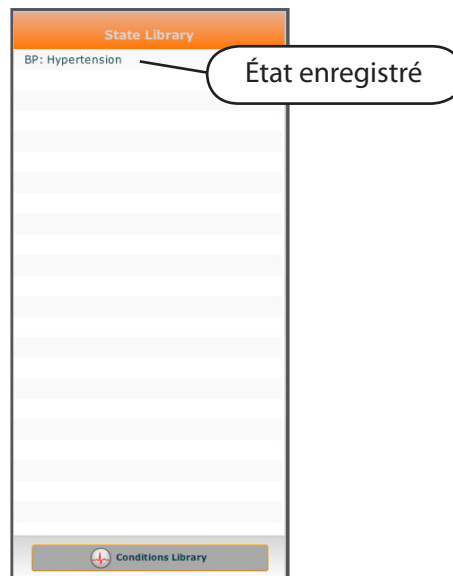 State Library
BP: Hypertension
État enregistré
Conditions Library